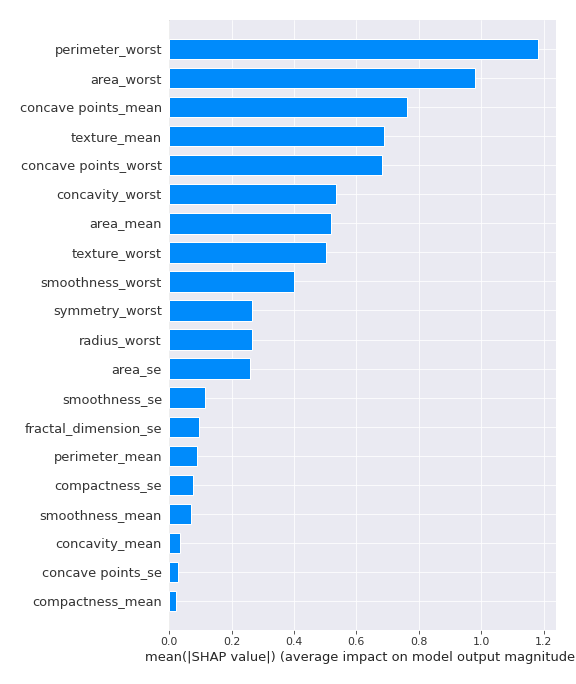 perimeter_worst
area_worst
concave points_mean
texture_mean
concave points_worst
concavity_worst
area_mean
texture_worst
smoothness_worst
symmetry_worst
radius_worst
area_se
smoothness_se
fractal_dimension_se
perimeter_mean
compactness_se
smoothness_mean
concavity_mean
concave points_se
compactness_mean
0.0 0.2 0.4 0.6 0.8 1.0 1.2
mean(|SHAP value|) (average impact on model output magnitude